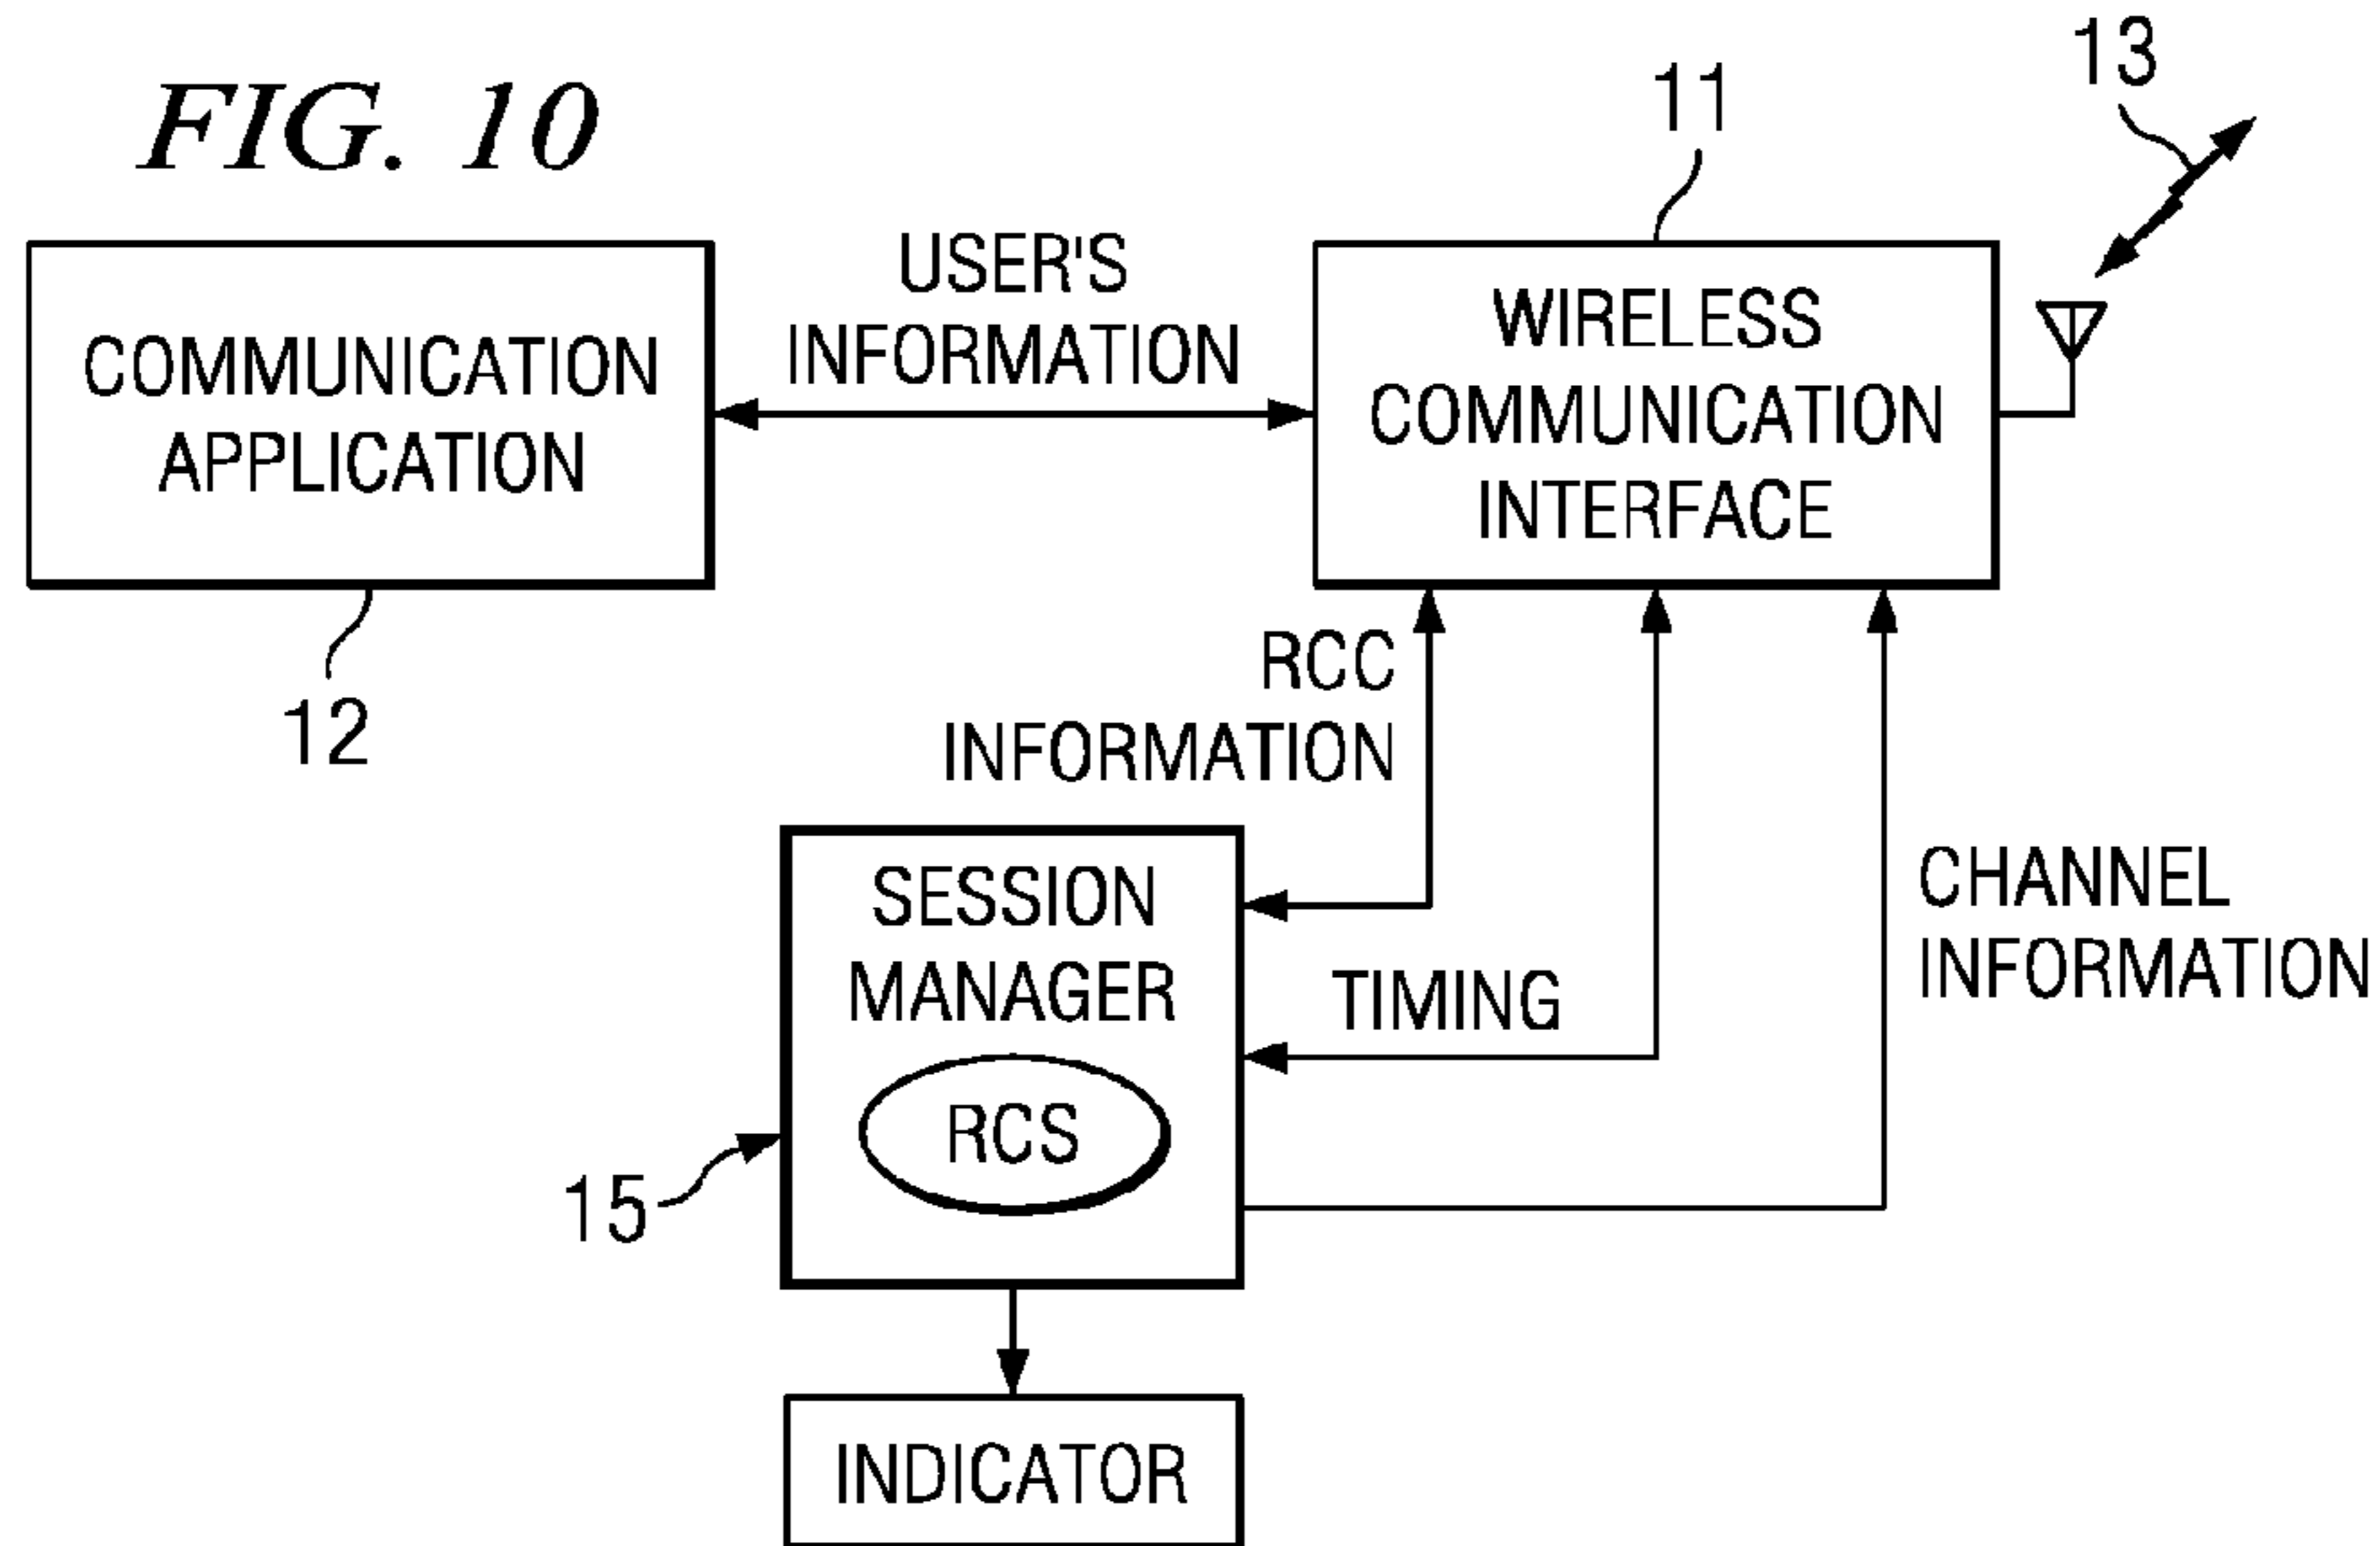 FIG. 10
13
11
USER'S
INFORMATION
COMMUNICATION
APPLICATION
WIRELESS
COMMUNICATION
INTERFACE
12
RCC
INFORMATION
SESSION
MANAGER
RCS
TIMING
CHANNEL
INFORMATION
15
INDICATOR